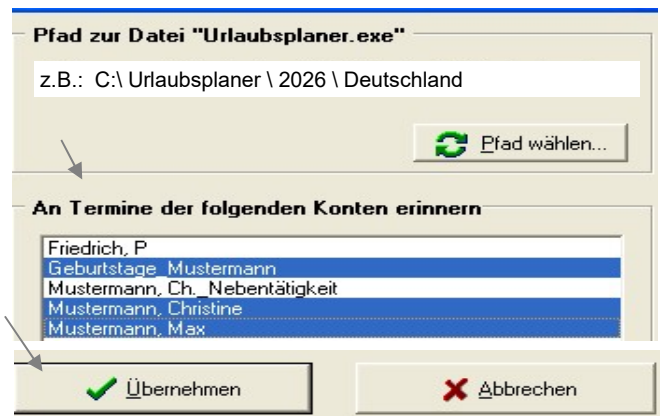 Pfad zur Datei "Urlaubsplaner.exe"
z.B.: C:\ Urlaubsplaner \ 2026 \ Deutschland
Pfad wählen...
An Termine der folgenden Konten erinnern
Friedrich, P
Geburtstage_Mustermann
Mustermann, Ch._Nebentätigkeit
Mustermann, Christine
Mustermann, Max
Übernehmen
Abbrechen